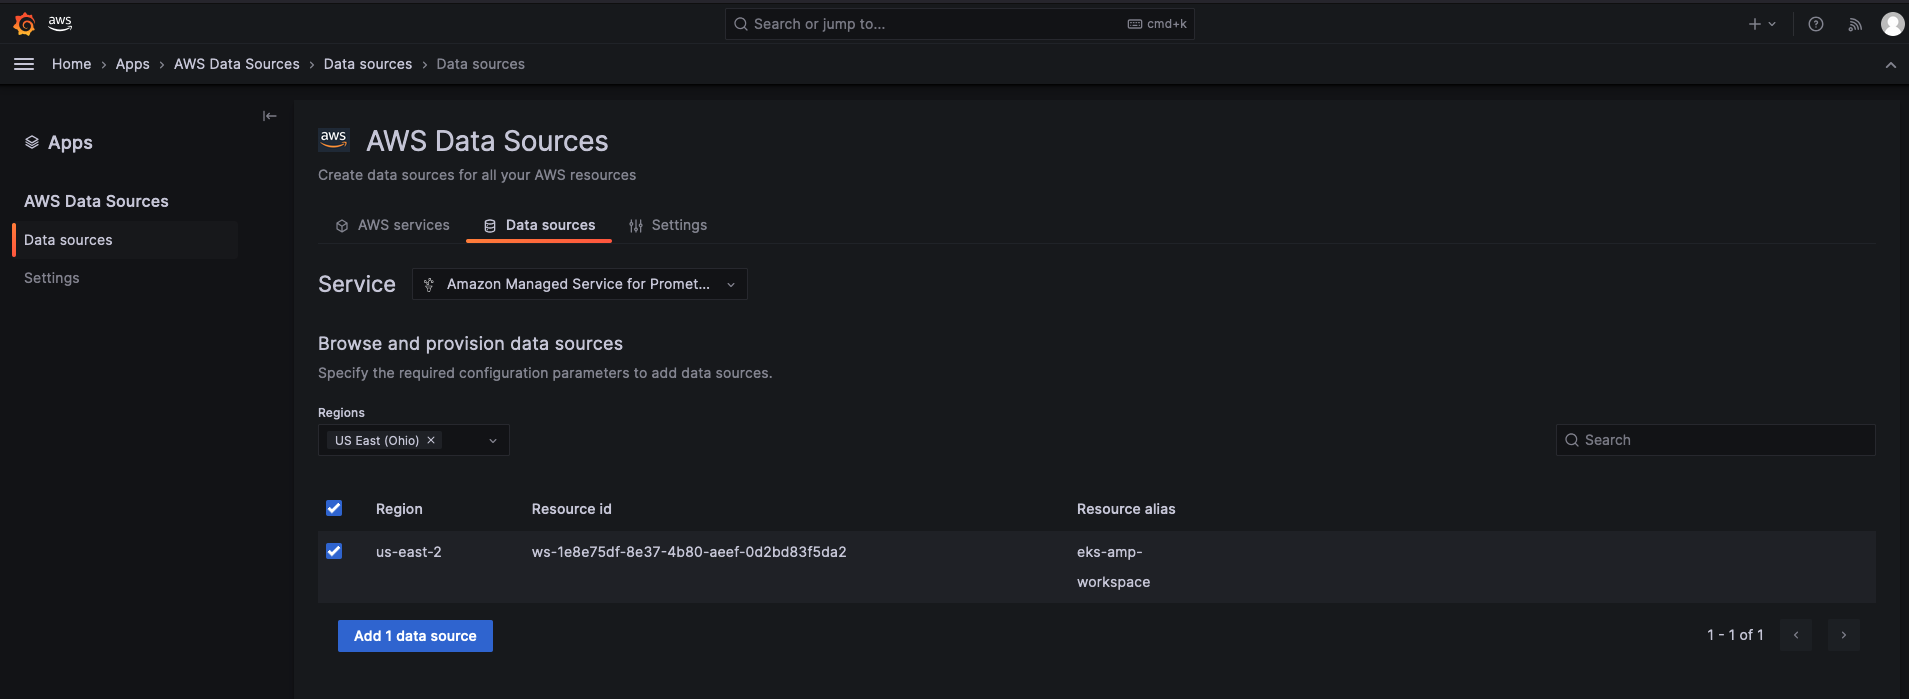 aws
Search or jump to...
cmd+k
Home › Apps › AWS Data Sources › Data sources › Data sources
Apps
AWS Data Sources
Data sources
Settings
aws
AWS Data Sources
Create data sources for all your AWS resources
AWS services
Data sources
Settings
Service
Amazon Managed Service for Promet...
Browse and provision data sources
Specify the required configuration parameters to add data sources.
Regions
US East (Ohio)
Search
Region
Resource id
Resource alias
us-east-2
ws-1e8e75df-8e37-4b80-aeef-0d2bd83f5da2
eks-amp-
workspace
Add 1 data source
1 - 1 of 1